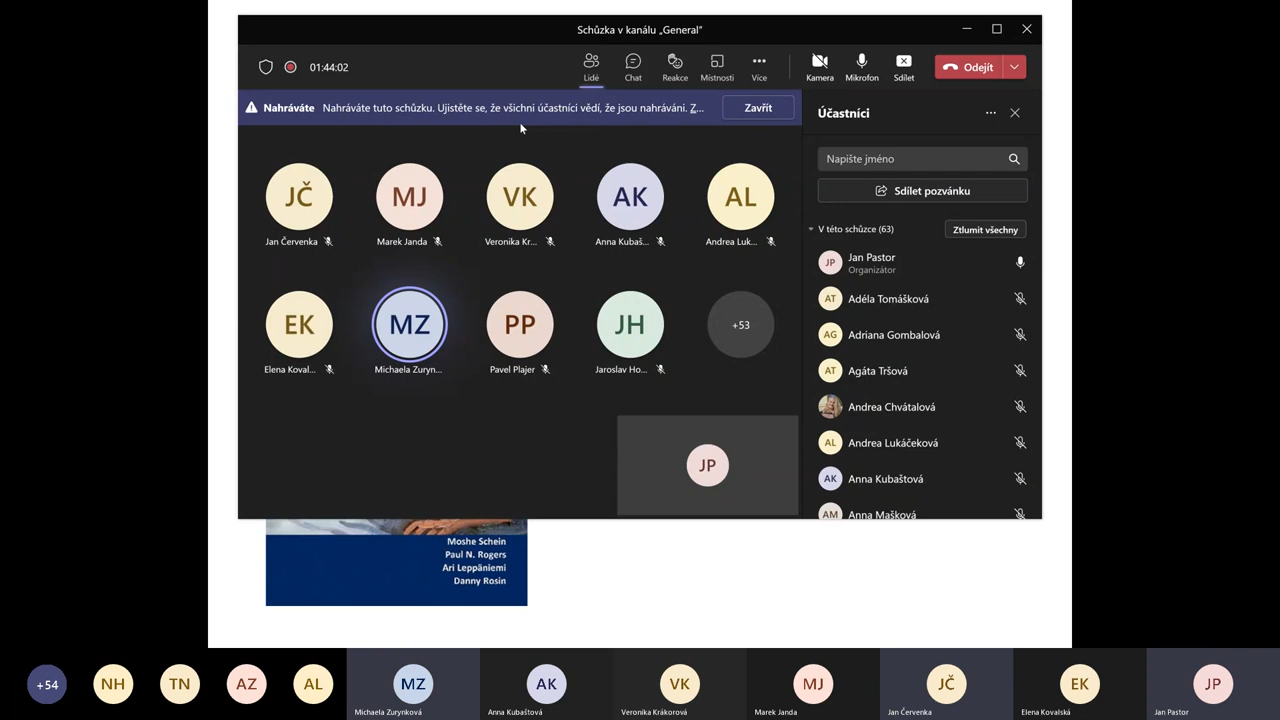 Schůzka v kanálu „General"
01:44:02
Lidé
Chat
Reakce
Místnosti
Více
Kamera
Mikrofon
Sdílet
Odejít
Nahráváte Nahráváte tuto schůzku. Ujistěte se, že všichni účastníci vědí, že jsou nahráváni. Z...
Zavřít
JČ
Jan Červenka
MJ
Marek Janda
VK
Veronika Kr...
AK
Anna Kubaš...
AL
Andrea Luk...
EK
Elena Koval...
MZ
Michaela Zuryn...
PP
Pavel Plajer
JH
Jaroslav Ho...
+53
JP
Účastníci
Napište jméno
Sdílet pozvánku
V této schůzce (63)
Ztlumit všechny
JP
Jan Pastor
Organizátor
AT
Adéla Tomášková
AG
Adriana Gombalová
AT
Agáta Tršová
Andrea Chvátalová
AL
Andrea Lukáčeková
AK
Anna Kubaštová
AM
Anna Mašková
Moshe Schein
Paul N. Rogers
Ari Leppäniemi
Danny Rosin
+54
NH
TN
AZ
AL
MZ
Michaela Zurynková
AK
Anna Kubaštová
VK
Veronika Krákorová
MJ
Marek Janda
JČ
Jan Červenka
EK
Elena Kovalská
JP
Jan Pastor